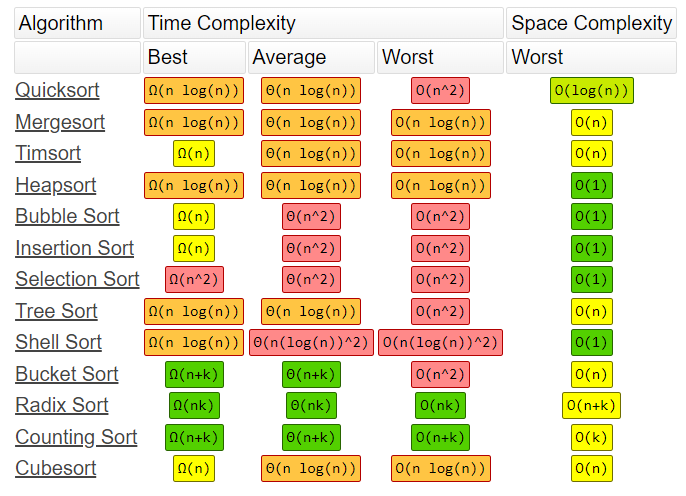 Algorithm Time Complexity Space Complexity
Best Average Worst Worst
Quicksort Ω(n log(n)) Θ(n log(n)) O(n^2) O(log(n))
Mergesort Ω(n log(n)) Θ(n log(n)) O(n log(n)) O(n)
Timsort Ω(n) Θ(n log(n)) O(n log(n)) O(n)
Heapsort Ω(n log(n)) Θ(n log(n)) O(n log(n)) O(1)
Bubble Sort Ω(n) Θ(n^2) O(n^2) O(1)
Insertion Sort Ω(n) Θ(n^2) O(n^2) O(1)
Selection Sort Ω(n^2) Θ(n^2) O(n^2) O(1)
Tree Sort Ω(n log(n)) Θ(n log(n)) O(n^2) O(n)
Shell Sort Ω(n log(n)) Θ(n(log(n))^2) O(n(log(n))^2) O(1)
Bucket Sort Ω(n+k) Θ(n+k) O(n^2) O(n)
Radix Sort Ω(nk) Θ(nk) O(nk) O(n+k)
Counting Sort Ω(n+k) Θ(n+k) O(n+k) O(k)
Cubesort Ω(n) Θ(n log(n)) O(n log(n)) O(n)